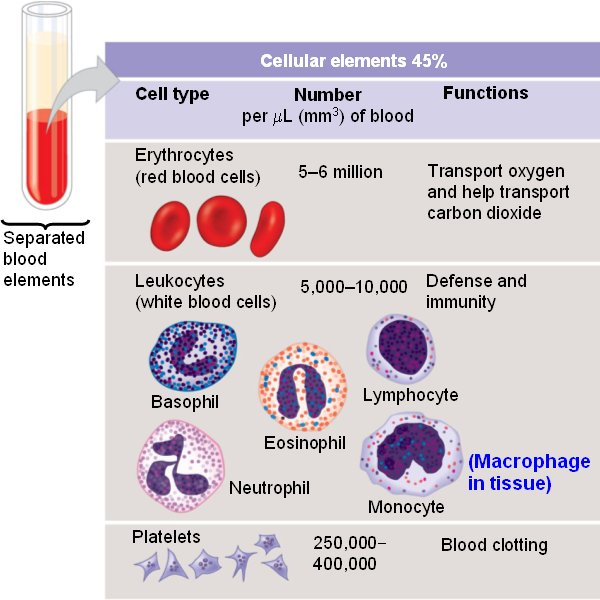 Cellular elements 45%
Cell type
Number
per μL (mm³) of blood
Functions
Separated
blood
elements
Erythrocytes
(red blood cells)
5–6 million
Transport oxygen
and help transport
carbon dioxide
Leukocytes
(white blood cells)
5,000–10,000
Defense and
immunity
Basophil
Eosinophil
Lymphocyte
Neutrophil
Monocyte
(Macrophage
in tissue)
Platelets
250,000–
400,000
Blood clotting